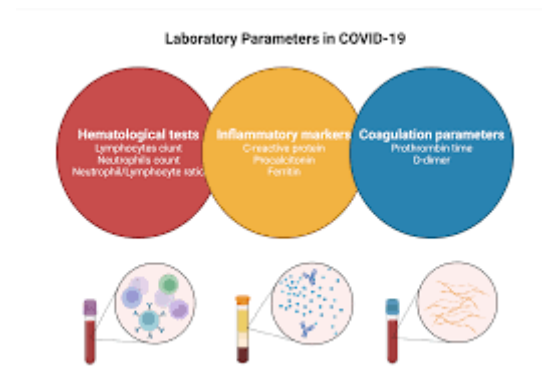 Laboratory Parameters in COVID-19
Hematological tests
Lymphocytes ciunt
Neutrophils count
Neutrophil/Lymphocyte ratio
Inflammatory markers
C-reactive protein
Procalcitonin
Ferritin
Coagulation parameters
Prothrombin time
D-dimer